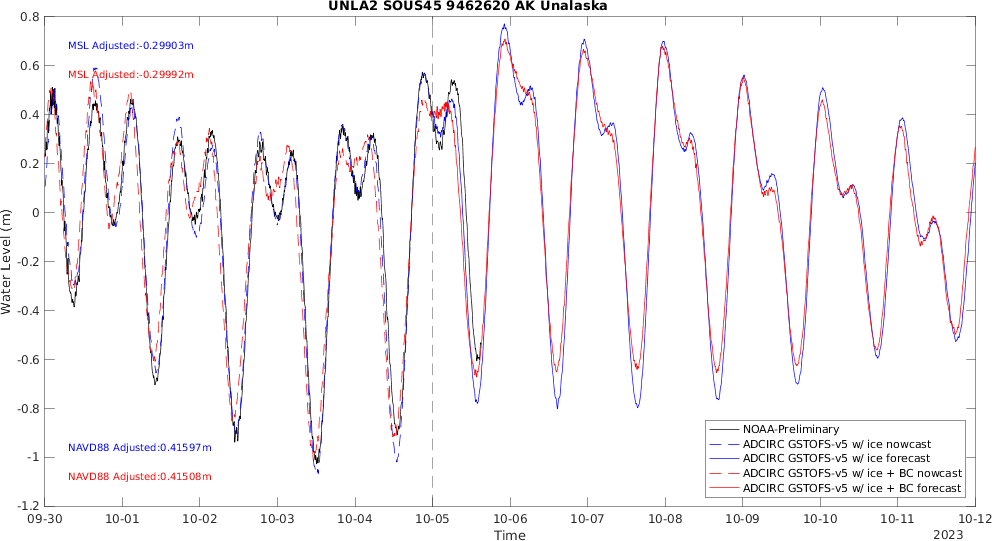 UNLA2 SOUS45 9462620 AK Unalaska
0.8
MSL Adjusted:-0.29903m
0.6
MSL Adjusted:-0.29992m
0.4
0.2
0
Water Level (m)
-0.2
-0.4
-0.6
-0.8
NOAA-Preliminary
NAVD88 Adjusted:0.41597m
ADCIRC GSTOFS-v5 w/ ice nowcast
-1
ADCIRC GSTOFS-v5 w/ ice forecast
NAVD88 Adjusted:0.41508m
ADCIRC GSTOFS-v5 w/ ice + BC nowcast
ADCIRC GSTOFS-v5 w/ ice + BC forecast
-1.2
09-30 10-01 10-02 10-03 10-04 10-05 10-06 10-07 10-08 10-09 10-10 10-11 10-12
Time
2023